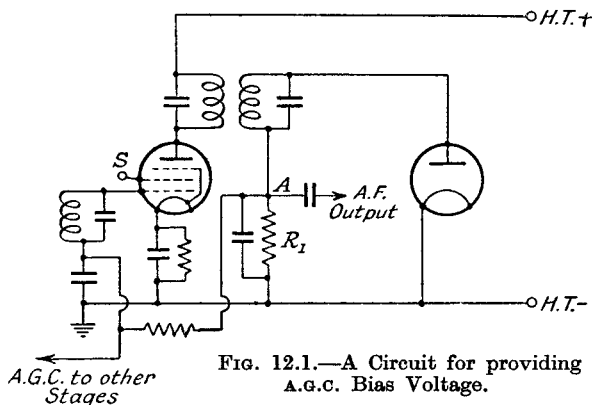 H.T.+
S
A
A.F.
Output
R1
H.T.-
A.G.C. to other
Stages
FIG. 12.1.—A Circuit for providing
A.G.C. Bias Voltage.